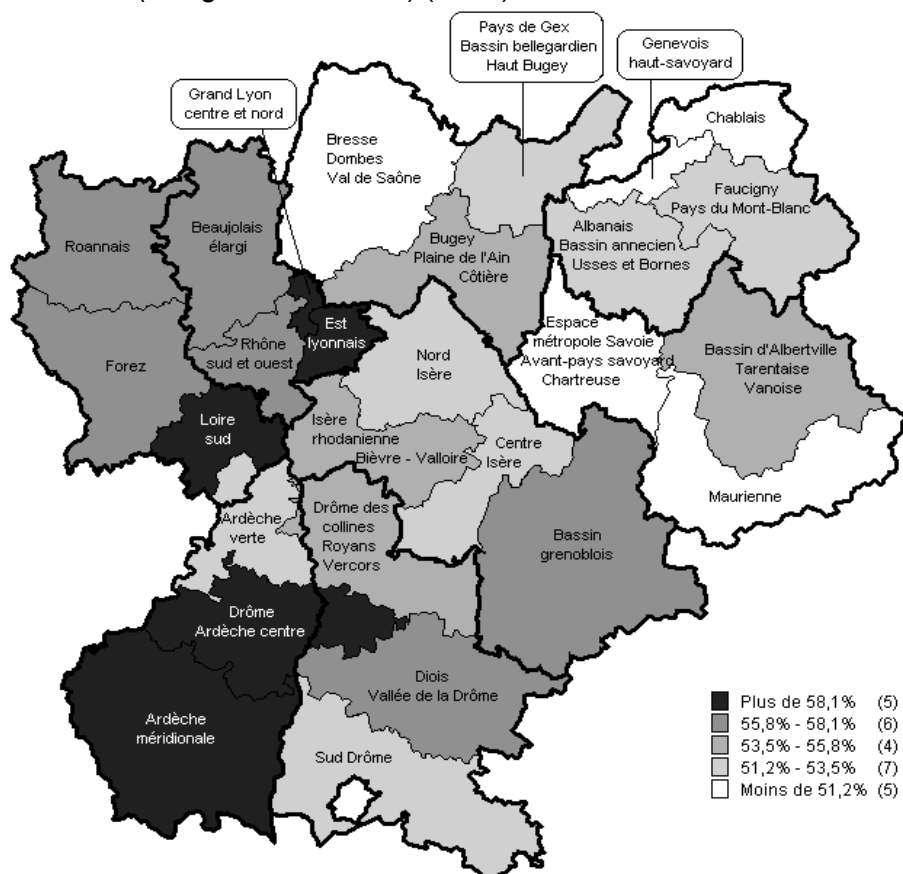 Pays de Gex
Bassin bellegardien
Haut Bugey
Genevois
haut-savoyard
Grand Lyon
centre et nord
Chablais
Bresse
Dombes
Val de Saône
Faucigny
Pays du Mont-Blanc
Roannais
Beaujolais
élargi
Albanais
Bassin annecien
Usses et Bornes
Bugey
Plaine de l'Ain
Côtière
Est
lyonnais
Espace
métropole Savoie
Avant-pays savoyard
Chartreuse
Bassin d'Albertville
Tarentaise
Vanoise
Forez
Rhône
sud et ouest
Nord
Isère
Loire
sud
Isère
rhodanienne
Bièvre - Valloire
Centre
Isère
Maurienne
Ardèche
verte
Drôme des
collines
Royans
Vercors
Bassin
grenoblois
Drôme
Ardèche centre
Diois
Vallée de la Drôme
Ardèche
méridionale
Sud Drôme
Plus de 58,1% (5)
55,8% - 58,1% (6)
53,5% - 55,8% (4)
51,2% - 53,5% (7)
Moins de 51,2% (5)